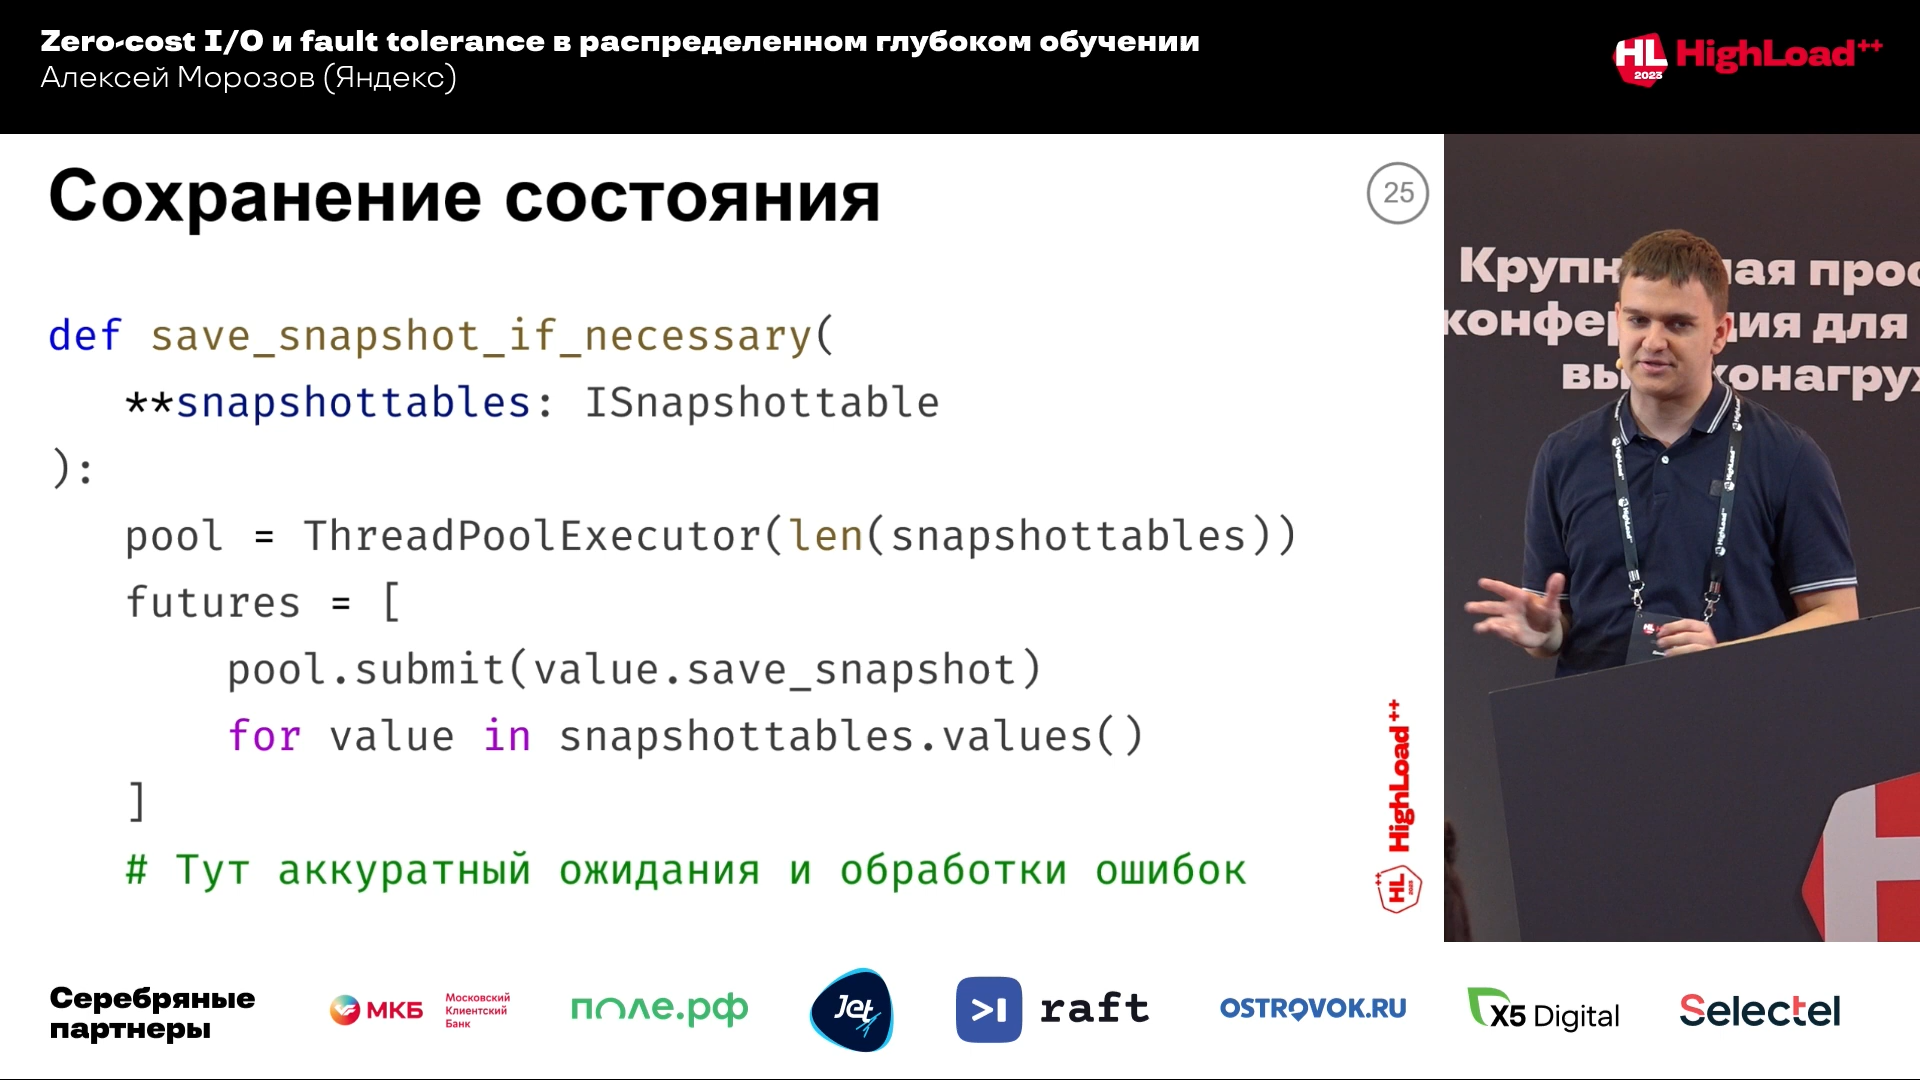 Zero-cost I/O и fault tolerance в распределенном глубоком обучении
Алексей Морозов (Яндекс)
HL 2023 HighLoad++
Сохранение состояния
25
def save_snapshot_if_necessary(
**snapshottables: ISnapshottable
):
pool = ThreadPoolExecutor(len(snapshottables))
futures = [
pool.submit(value.save_snapshot)
for value in snapshottables.values()
]
# Тут аккуратный ожидания и обработки ошибок
HighLoad++
HL
Серебряные
партнеры
МКБ
Московский
Клиентский
Банк
поле.рф
Jet
raft
OSTROVOK.RU
X5 Digital
Selectel